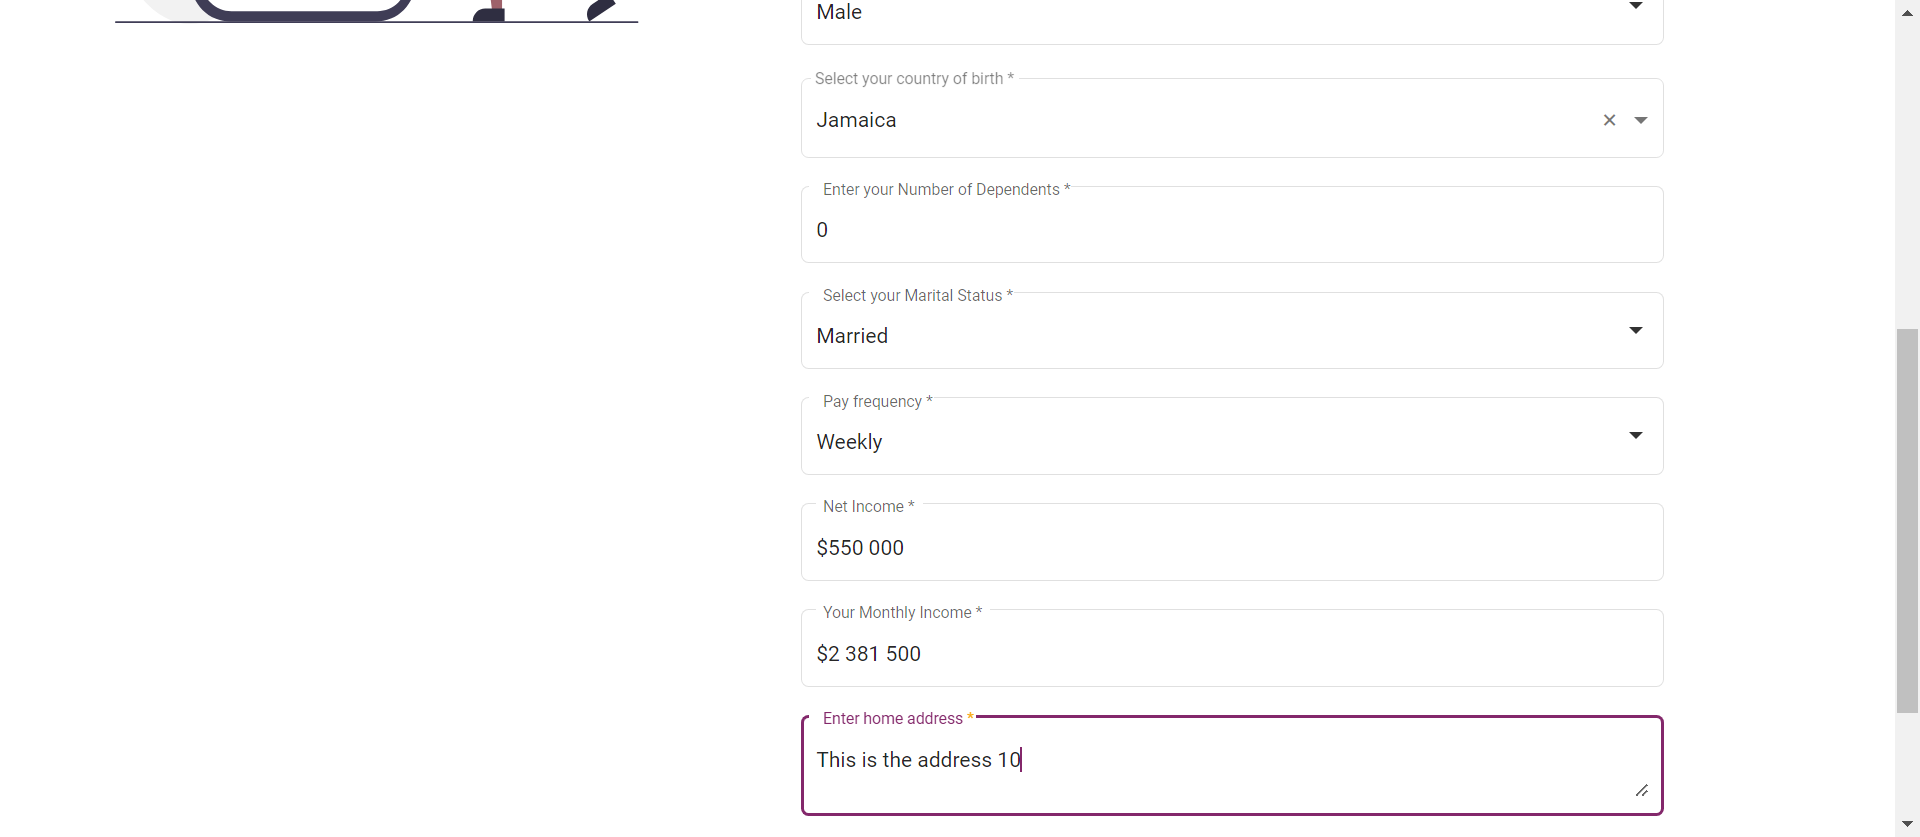 Male
Select your country of birth *
Jamaica
Enter your Number of Dependents *
0
Select your Marital Status *
Married
Pay frequency *
Weekly
Net Income *
$550 000
Your Monthly Income *
$2 381 500
Enter home address *
This is the address 10